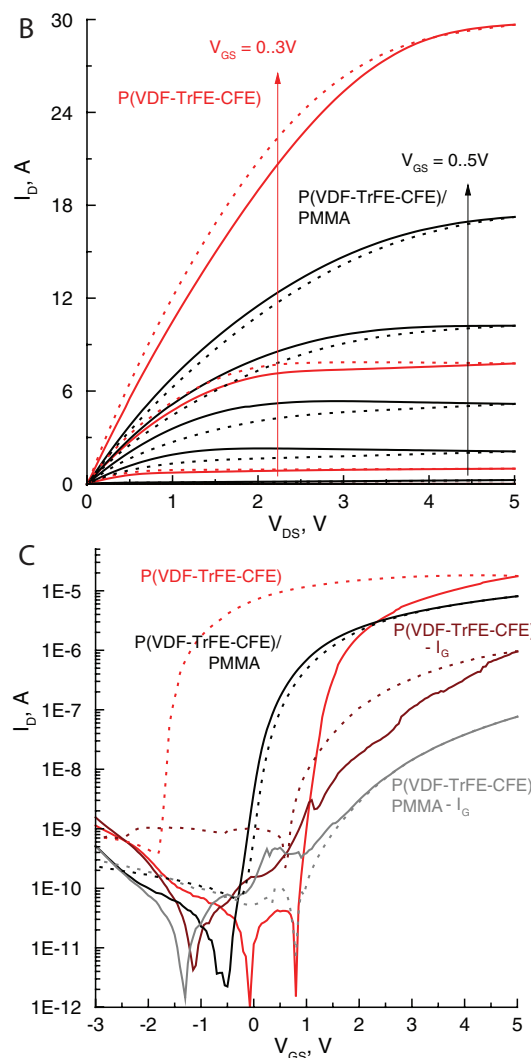 B
30
24
18
12
6
0
I_D, A
V_GS = 0..3V
P(VDF-TrFE-CFE)
V_GS = 0..5V
P(VDF-TrFE-CFE)/
PMMA
0 1 2 3 4 5
V_DS, V
C
1E-5
1E-6
1E-7
1E-8
1E-9
1E-10
1E-11
1E-12
I_D, A
P(VDF-TrFE-CFE)
P(VDF-TrFE-CFE)/
PMMA
P(VDF-TrFE-CFE)
- I_G
P(VDF-TrFE-CFE)
PMMA - I_G
-3 -2 -1 0 1 2 3 4 5
V_GS, V